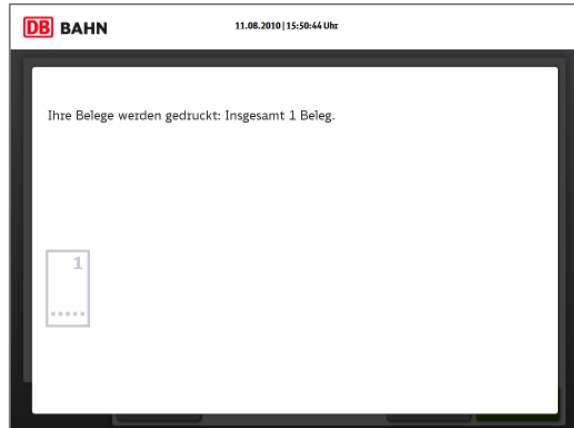 DB BAHN
11.08.2010 | 15:50:44 Uhr
Ihre Belege werden gedruckt: Insgesamt 1 Beleg.
1